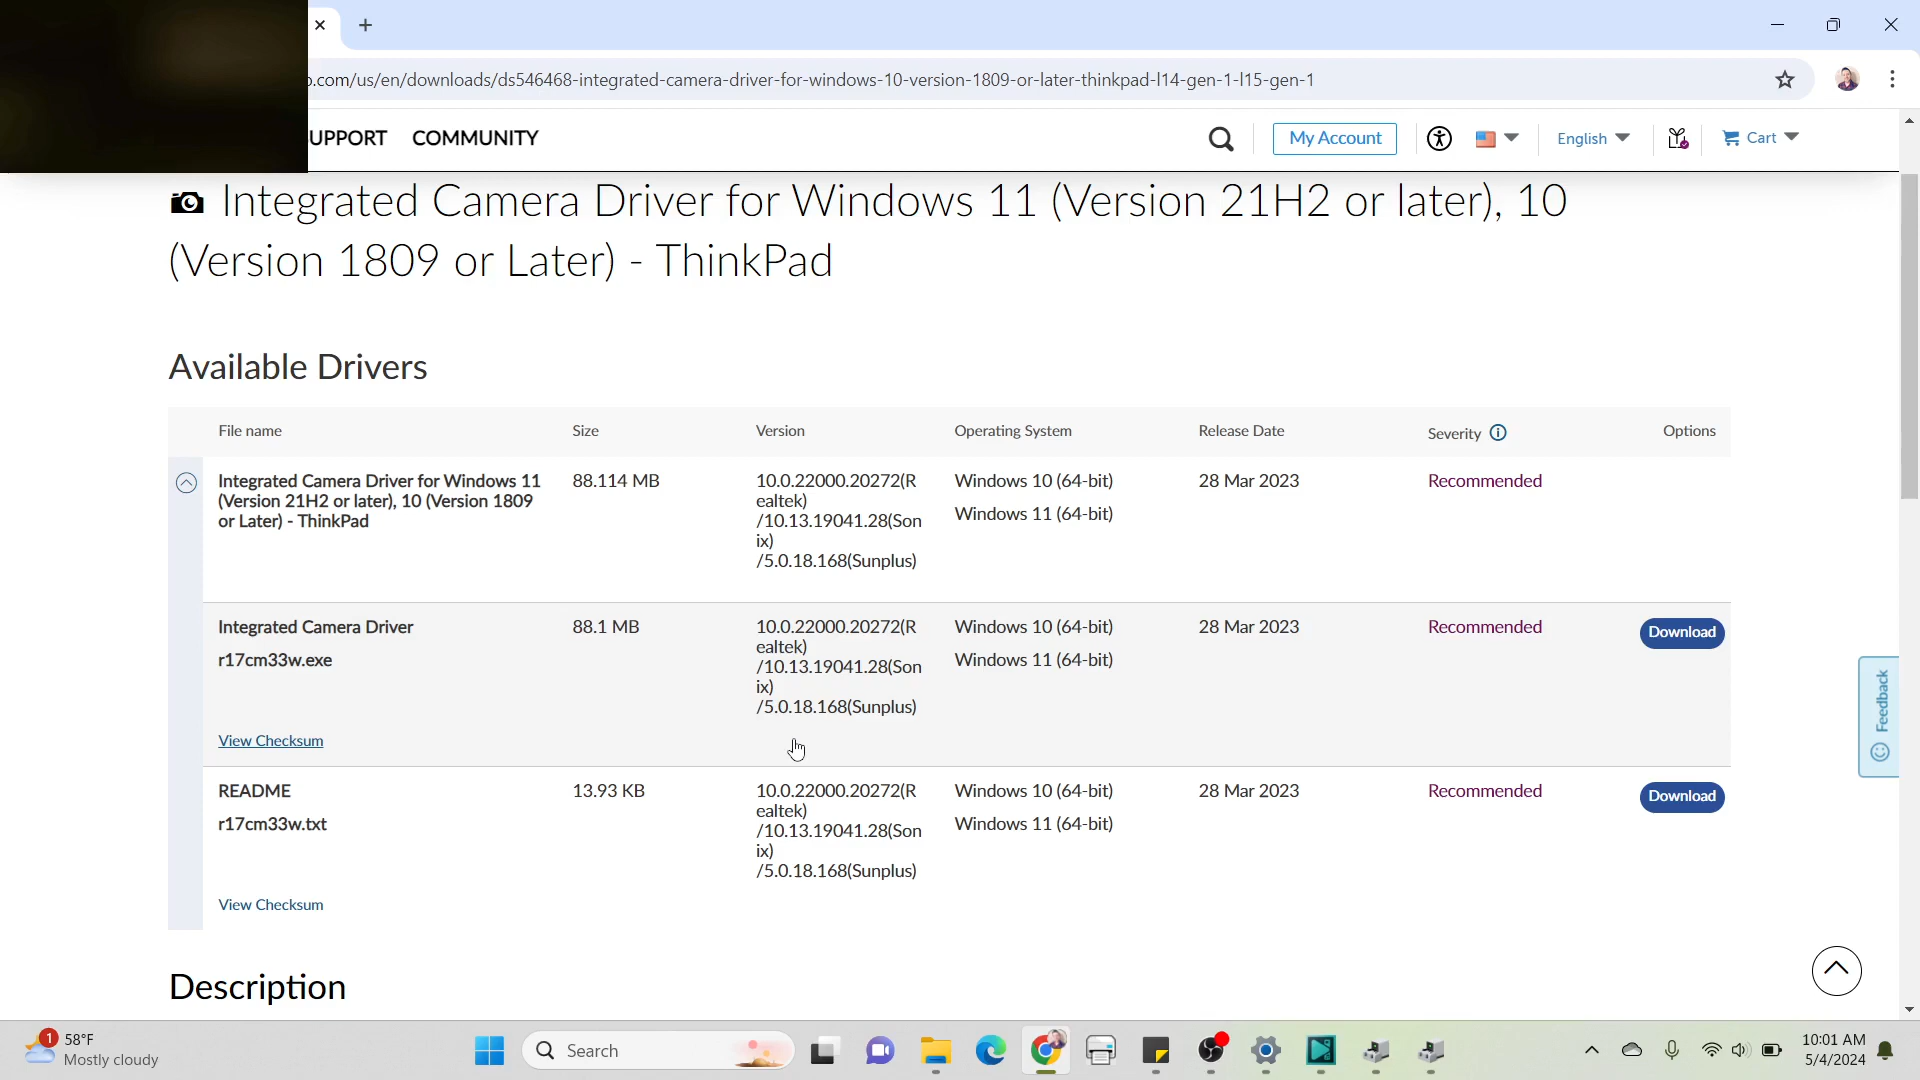 o.com/us/en/downloads/ds546468-integrated-camera-driver-for-windows-10-version-1809-or-later-thinkpad-l14-gen-1-l15-gen-1
UPPORT COMMUNITY My Account English Cart
Integrated Camera Driver for Windows 11 (Version 21H2 or later), 10
(Version 1809 or Later) - ThinkPad
Available Drivers
File name Size Version Operating System Release Date Severity Options
Integrated Camera Driver for Windows 11 88.114 MB 10.0.22000.20272(R Windows 10 (64-bit) 28 Mar 2023 Recommended
(Version 21H2 or later), 10 (Version 1809 ealtek)
or Later) - ThinkPad /10.13.19041.28(Son Windows 11 (64-bit)
ix)
/5.0.18.168(Sunplus)
Integrated Camera Driver 88.1 MB 10.0.22000.20272(R Windows 10 (64-bit) 28 Mar 2023 Recommended Download
ealtek)
r17cm33w.exe /10.13.19041.28(Son Windows 11 (64-bit)
ix)
/5.0.18.168(Sunplus)
View Checksum
Feedback
README 13.93 KB 10.0.22000.20272(R Windows 10 (64-bit) 28 Mar 2023 Recommended Download
ealtek)
r17cm33w.txt /10.13.19041.28(Son Windows 11 (64-bit)
ix)
/5.0.18.168(Sunplus)
View Checksum
Description
1 58°F
Mostly cloudy
Search
10:01 AM
5/4/2024